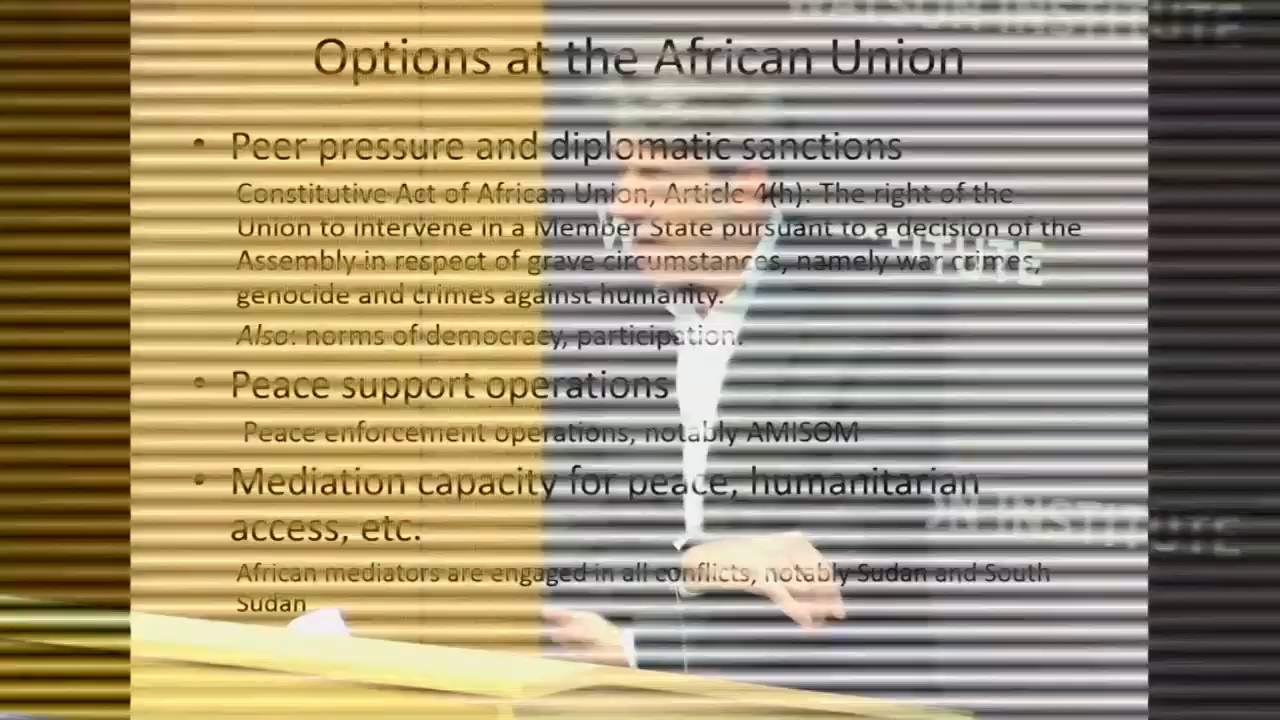 WATSON INSTITUTE
Options at the African Union
• Peer pressure and diplomatic sanctions
Constitutive Act of African Union, Article 4(h): The right of the
Union to intervene in a Member State pursuant to a decision of the
Assembly in respect of grave circumstances, namely war crimes,
genocide and crimes against humanity.
Also: norms of democracy, participation.
• Peace support operations
Peace enforcement operations, notably AMISOM
• Mediation capacity for peace, humanitarian
access, etc.
African mediators are engaged in all conflicts, notably Sudan and South
Sudan